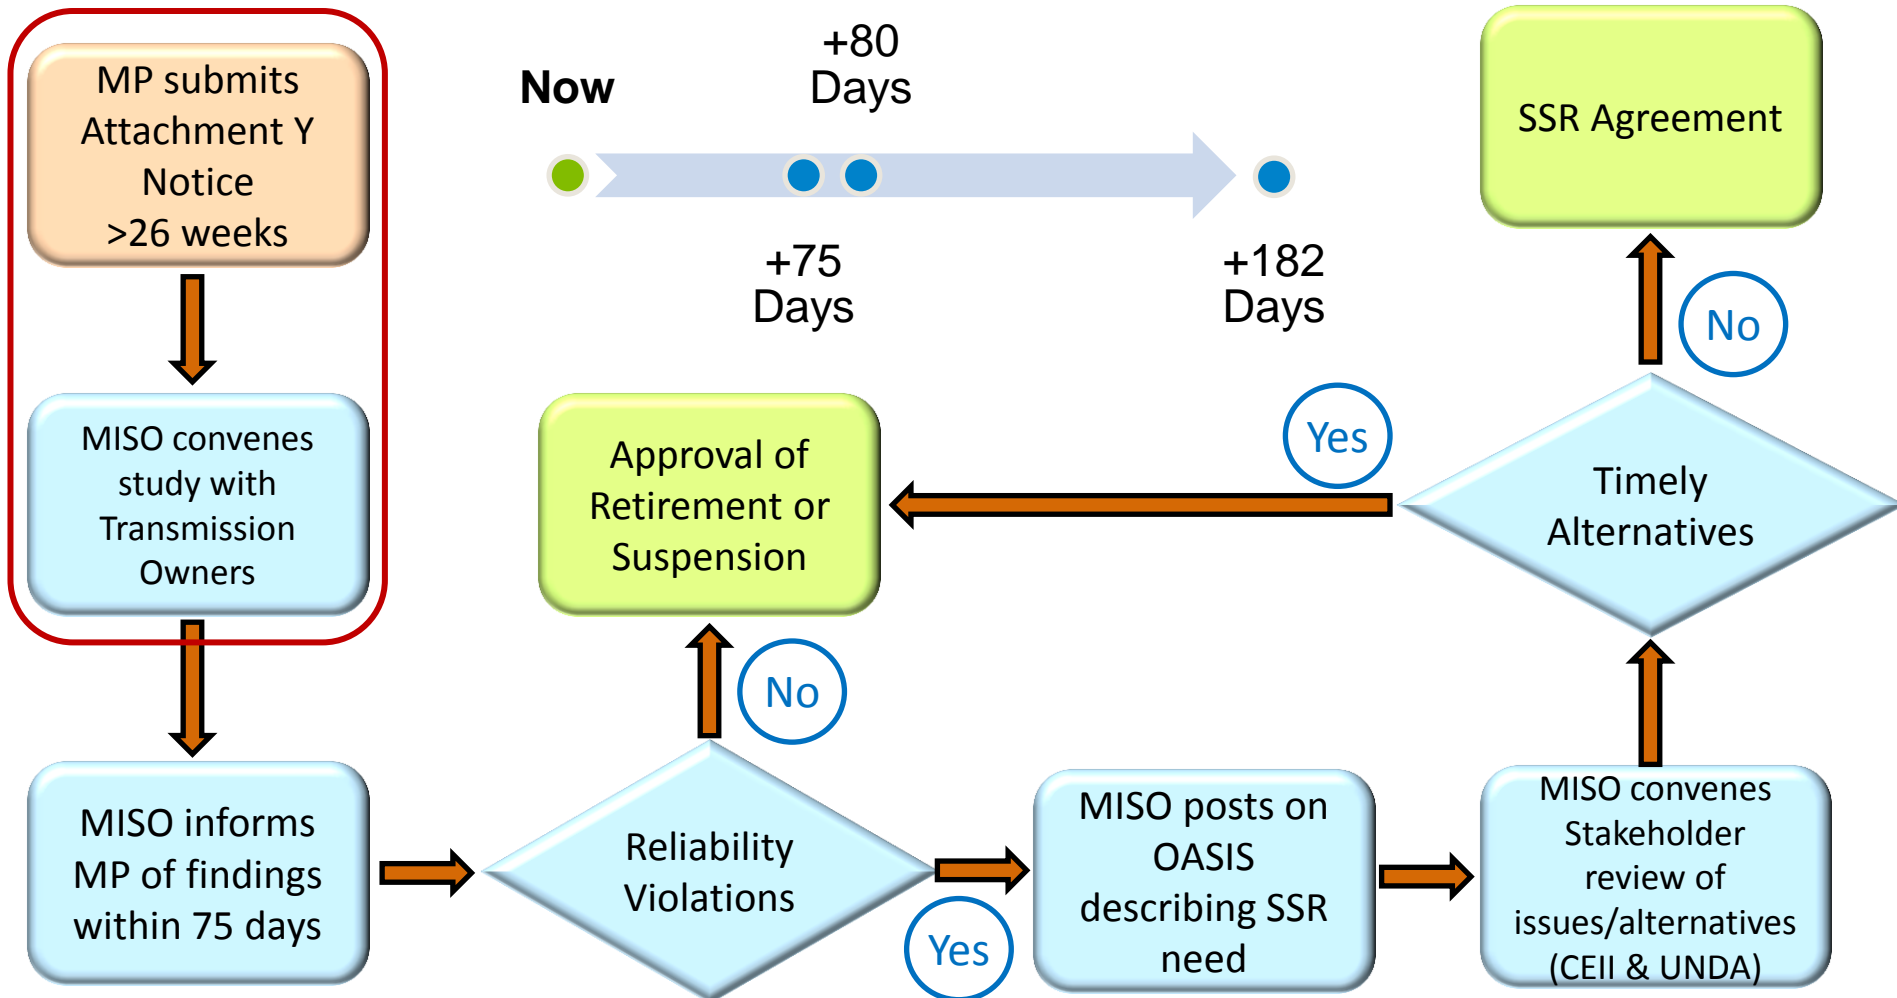 MP submits
Attachment Y
Notice
>26 weeks
MISO convenes
study with
Transmission
Owners
MISO informs
MP of findings
within 75 days
Now
+80
Days
+75
Days
+182
Days
Reliability
Violations
No
Approval of
Retirement or
Suspension
Yes
MISO posts on
OASIS
describing SSR
need
MISO convenes
Stakeholder
review of
issues/alternatives
(CEII & UNDA)
Timely
Alternatives
Yes
No
SSR Agreement